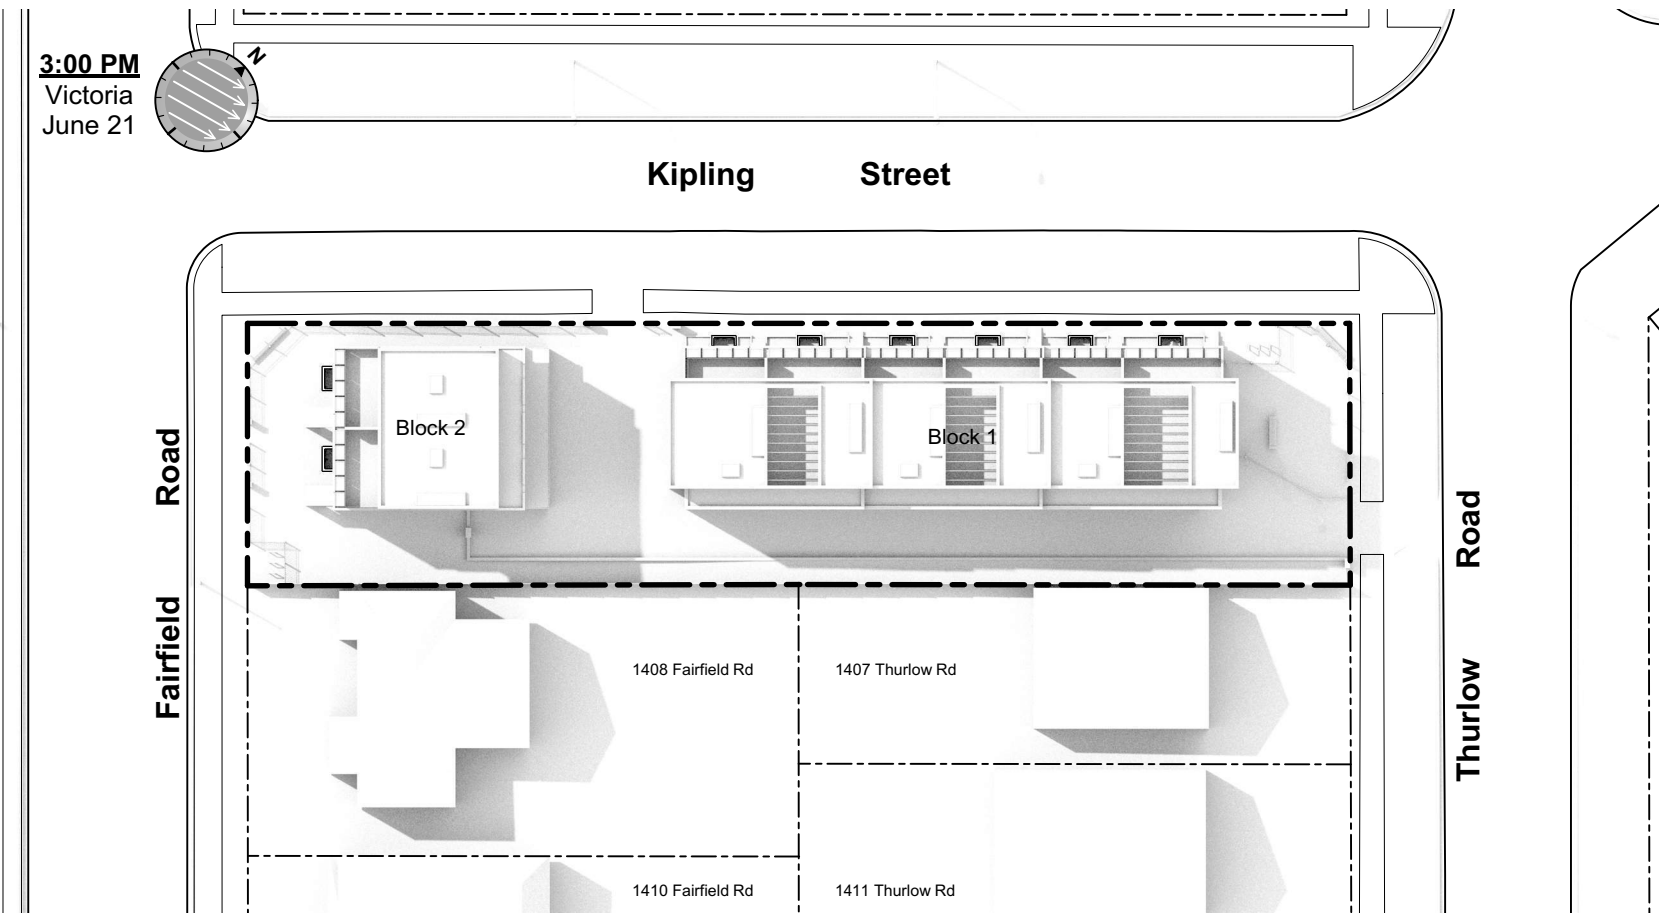 3:00 PM
Victoria
June 21
N
Kipling Street
Block 2
Block 1
Fairfield Road
Thurlow Road
1408 Fairfield Rd
1407 Thurlow Rd
1410 Fairfield Rd
1411 Thurlow Rd